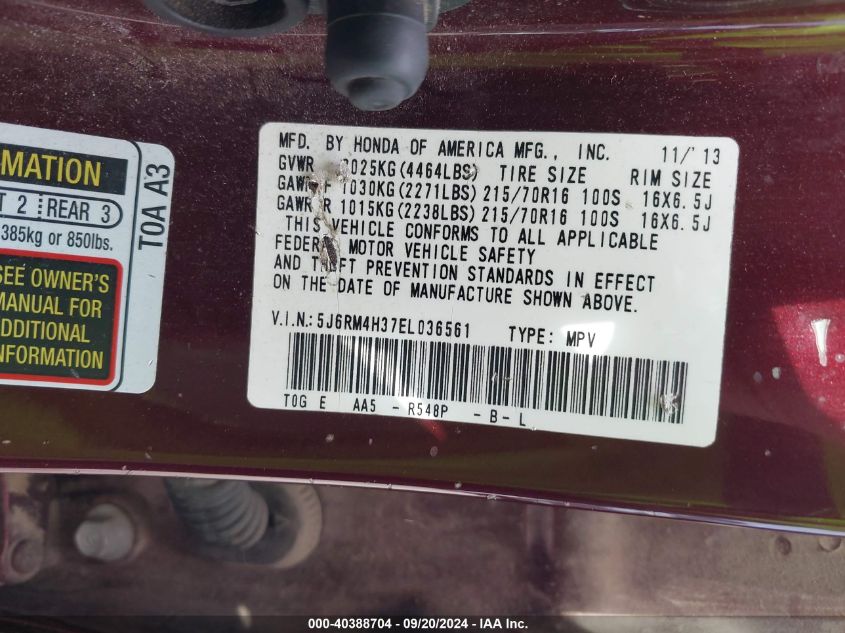 MATION
T 2 REAR 3
385kg or 850lbs.
SEE OWNER'S
MANUAL FOR
ADDITIONAL
INFORMATION
T0A A3
MFD. BY HONDA OF AMERICA MFG., INC. 11/'13
GVWR 2025KG(4464LBS) TIRE SIZE RIM SIZE
GAWR F 1030KG(2271LBS) 215/70R16 100S 16X6.5J
GAWR R 1015KG(2238LBS) 215/70R16 100S 16X6.5J
THIS VEHICLE CONFORMS TO ALL APPLICABLE
FEDERAL MOTOR VEHICLE SAFETY
AND THEFT PREVENTION STANDARDS IN EFFECT
ON THE DATE OF MANUFACTURE SHOWN ABOVE.
V.I.N.:5J6RM4H37EL036561 TYPE: MPV
T0G E AA5 - R548P - B - L
000-40388704 - 09/20/2024 - IAA Inc.